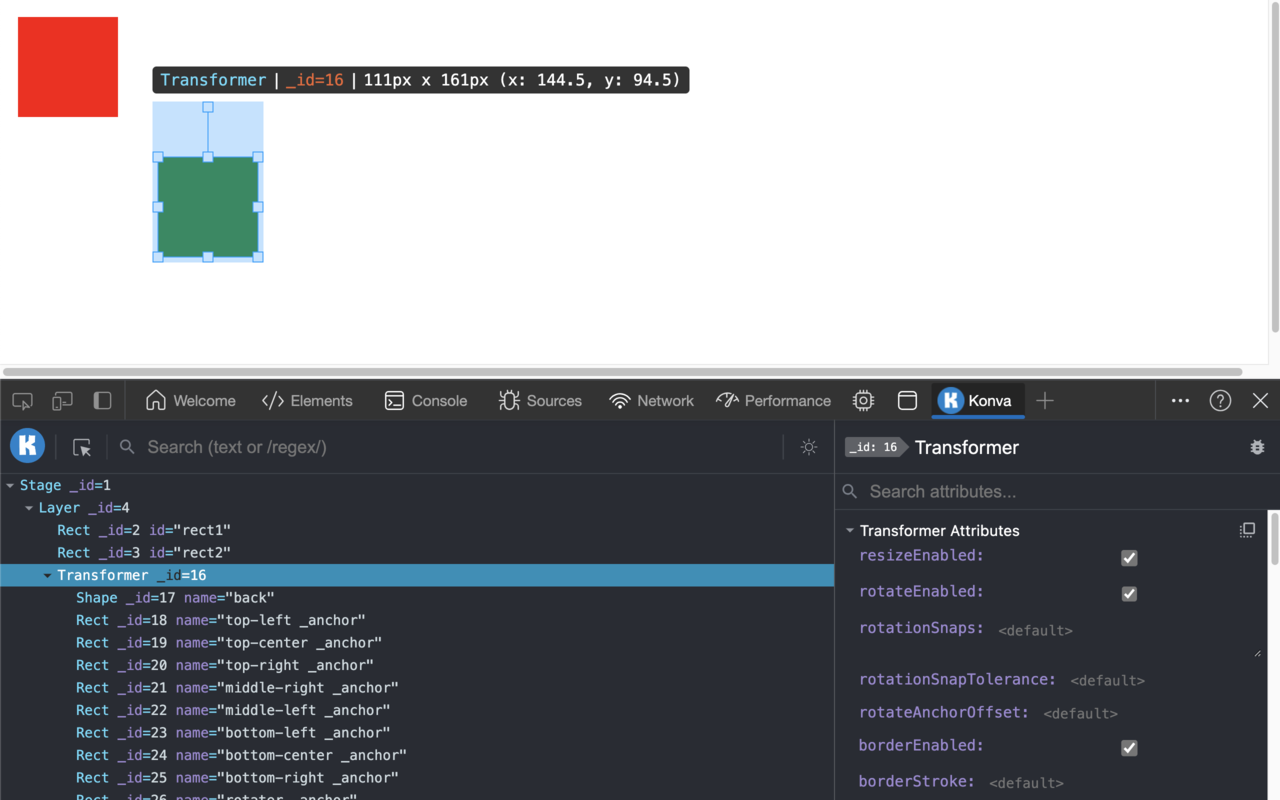 Transformer | _id=16 | 111px x 161px (x: 144.5, y: 94.5)
Welcome </> Elements Console Sources Network Performance K Konva
K Search (text or /regex/) _id: 16 Transformer
Search attributes...
Stage _id=1
Layer _id=4
Rect _id=2 id="rect1"
Rect _id=3 id="rect2"
Transformer _id=16
Shape _id=17 name="back"
Rect _id=18 name="top-left _anchor"
Rect _id=19 name="top-center _anchor"
Rect _id=20 name="top-right _anchor"
Rect _id=21 name="middle-right _anchor"
Rect _id=22 name="middle-left _anchor"
Rect _id=23 name="bottom-left _anchor"
Rect _id=24 name="bottom-center _anchor"
Rect _id=25 name="bottom-right _anchor"
Rect _id=26 name="rotater _anchor"
Transformer Attributes
resizeEnabled:
rotateEnabled:
rotationSnaps: <default>
rotationSnapTolerance: <default>
rotateAnchorOffset: <default>
borderEnabled:
borderStroke: <default>